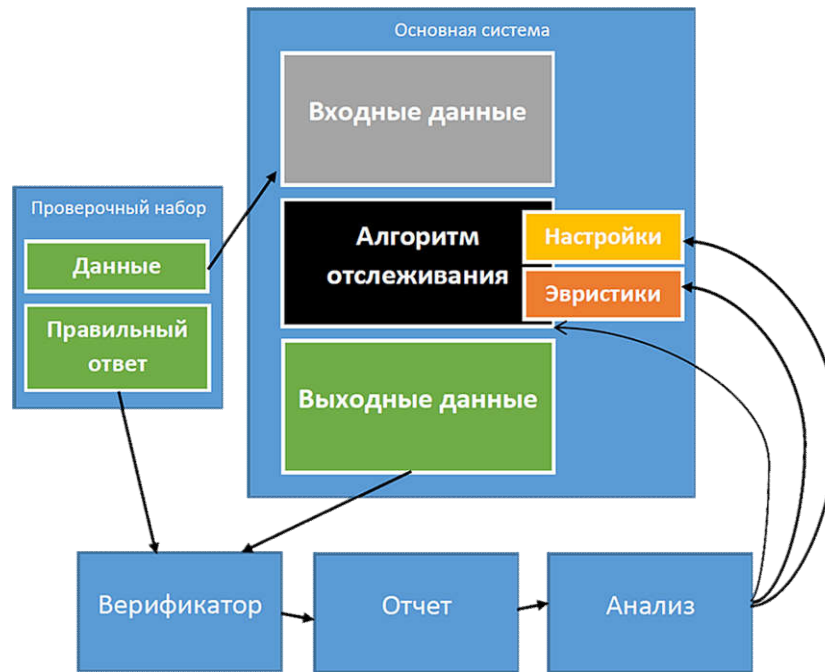 Основная система
Входные данные
Проверочный набор
Данные
Правильный
ответ
Алгоритм
отслеживания
Настройки
Эвристики
Выходные данные
Верификатор
Отчет
Анализ